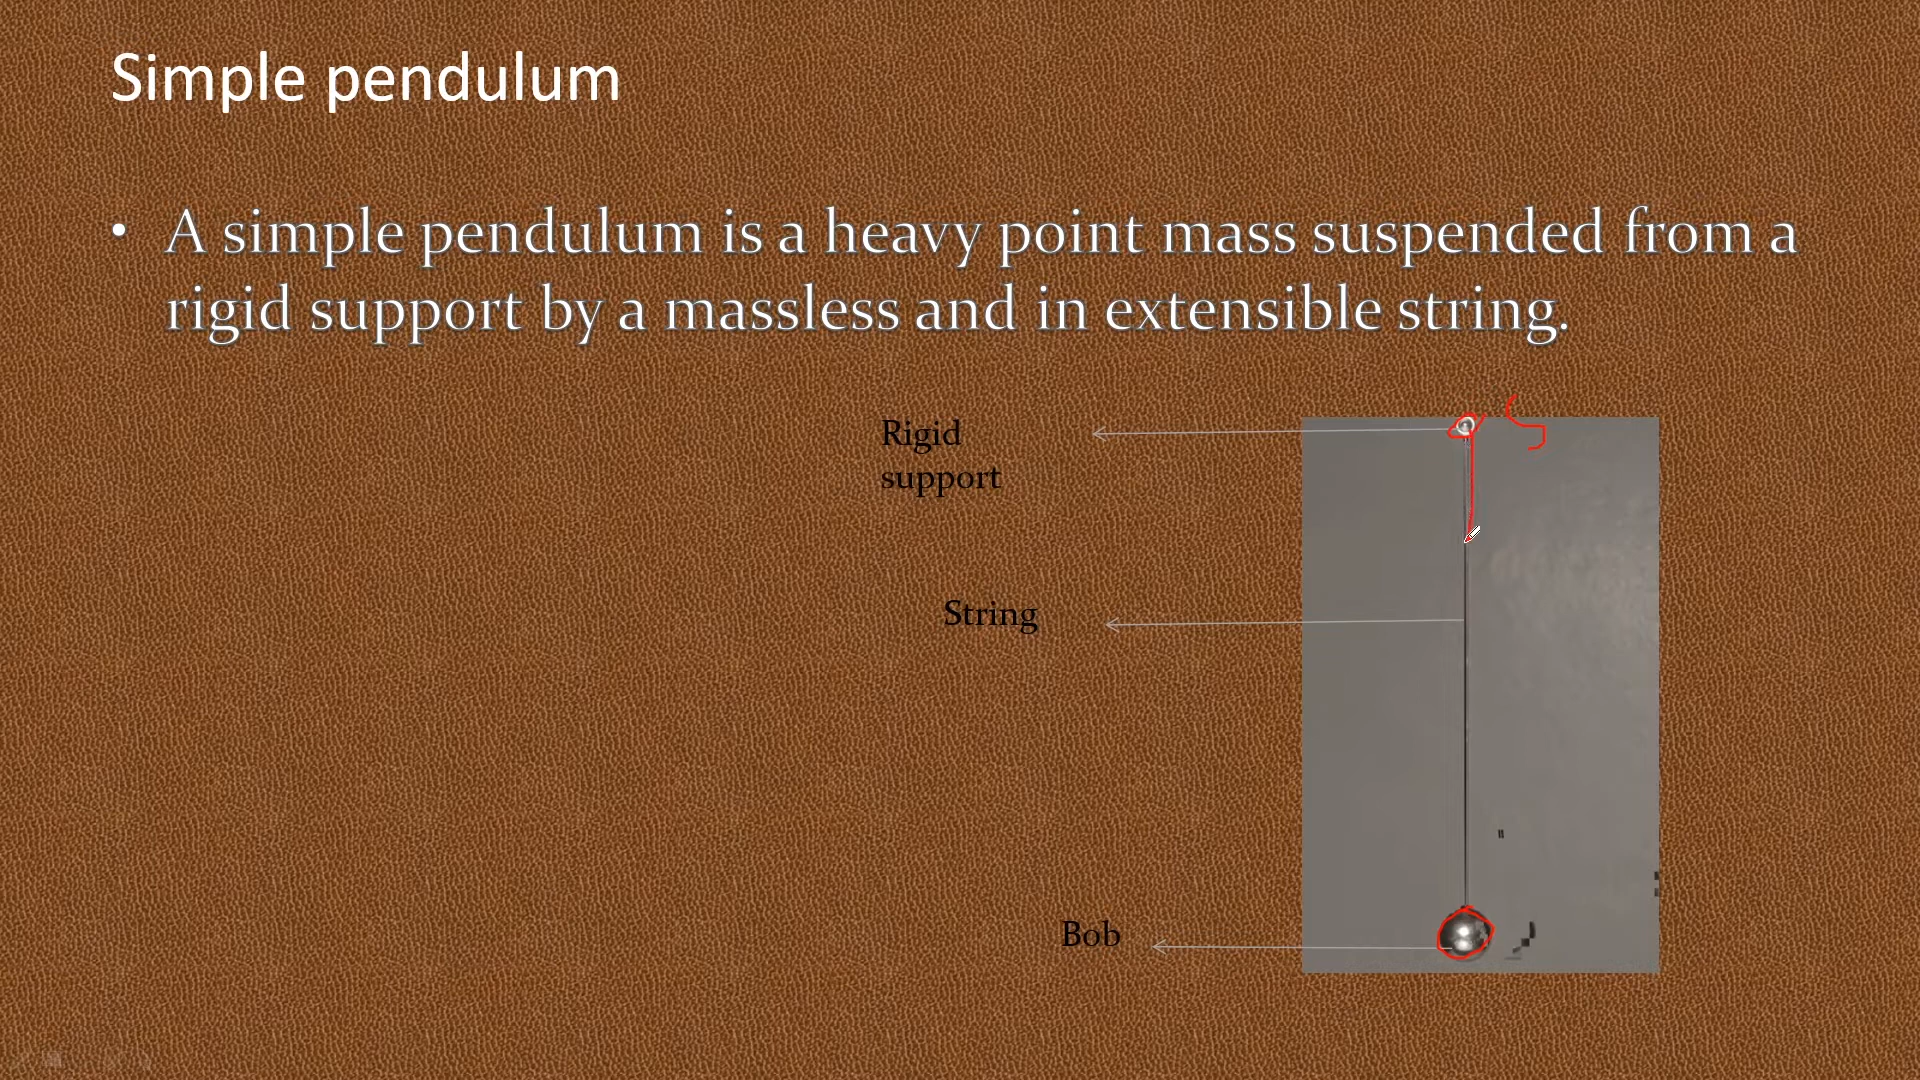 Simple pendulum
• A simple pendulum is a heavy point mass suspended from a
rigid support by a massless and in extensible string.
Rigid
support
String
Bob